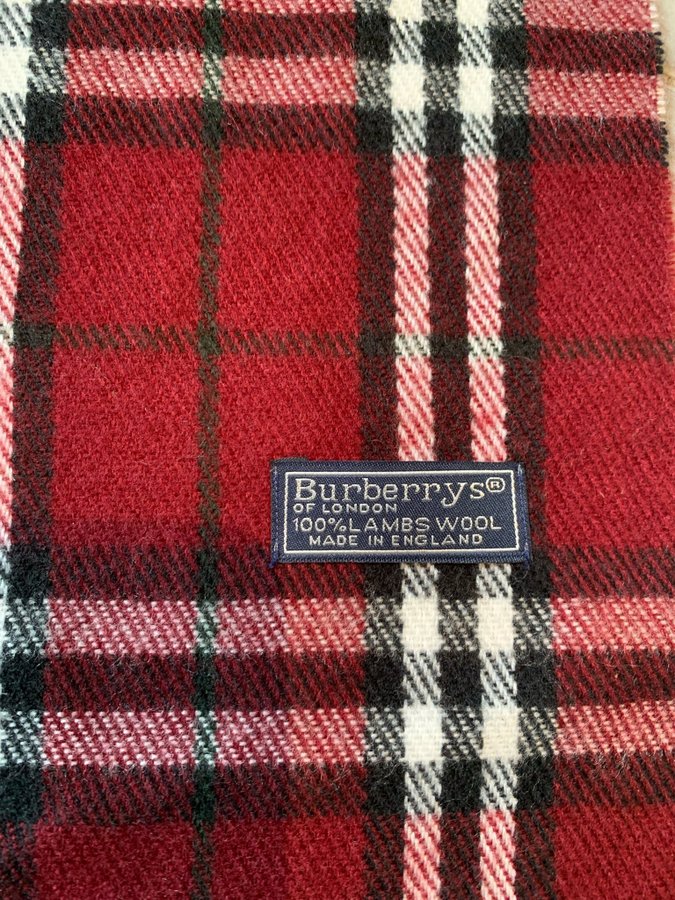 Burberrys®
OF LONDON
100% LAMBS WOOL
MADE IN ENGLAND